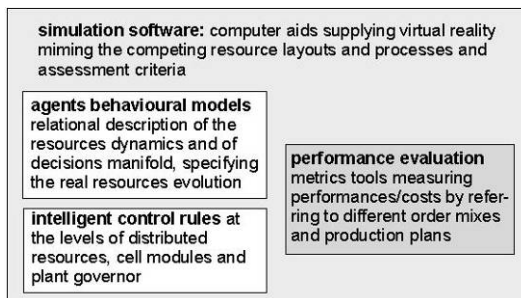 simulation software: computer aids supplying virtual reality
miming the competing resource layouts and processes and
assessment criteria
agents behavioural models
relational description of the
resources dynamics and of
decisions manifold, specifying
the real resources evolution
intelligent control rules at
the levels of distributed
resources, cell modules and
plant governor
performance evaluation
metrics tools measuring
performances/costs by refer-
ring to different order mixes
and production plans